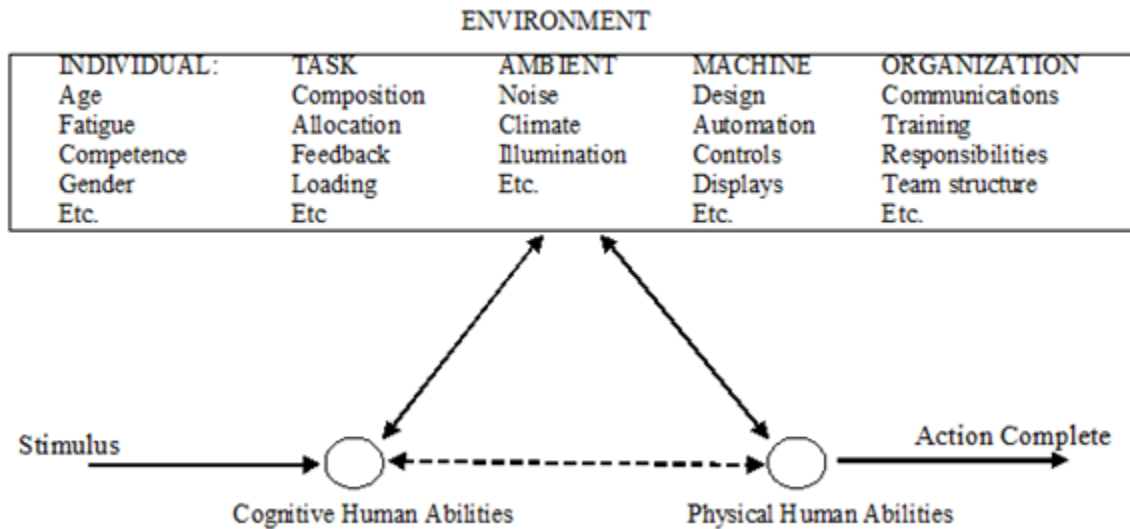 ENVIRONMENT
INDIVIDUAL: TASK AMBIENT MACHINE ORGANIZATION
Age Composition Noise Design Communications
Fatigue Allocation Climate Automation Training
Competence Feedback Illumination Controls Responsibilities
Gender Loading Etc. Displays Team structure
Etc. Etc Etc. Etc.
Stimulus Action Complete
Cognitive Human Abilities Physical Human Abilities